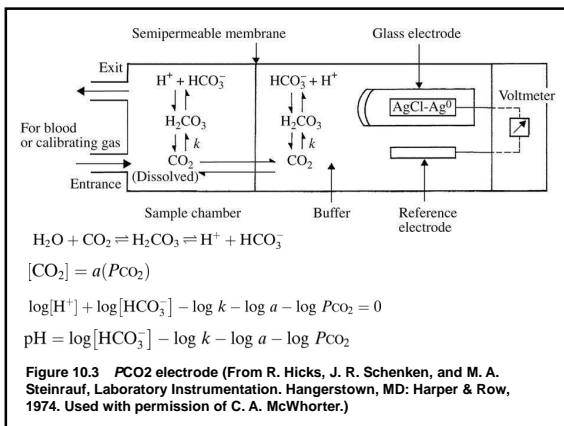 Semipermeable membrane
Glass electrode
Exit
H⁺ + HCO₃⁻
HCO₃⁻ + H⁺
AgCl-Ag⁰
Voltmeter
For blood
or calibrating gas
H₂CO₃
H₂CO₃
k
k
CO₂
CO₂
(Dissolved)
Entrance
Sample chamber
Buffer
Reference
electrode
H₂O + CO₂ ⇌ H₂CO₃ ⇌ H⁺ + HCO₃⁻
[CO₂] = a(PCO₂)
log[H⁺] + log[HCO₃⁻] − log k − log a − log PCO₂ = 0
pH = log[HCO₃⁻] − log k − log a − log PCO₂
Figure 10.3 PCO2 electrode (From R. Hicks, J. R. Schenken, and M. A.
Steinrauf, Laboratory Instrumentation. Hangerstown, MD: Harper & Row,
1974. Used with permission of C. A. McWhorter.)